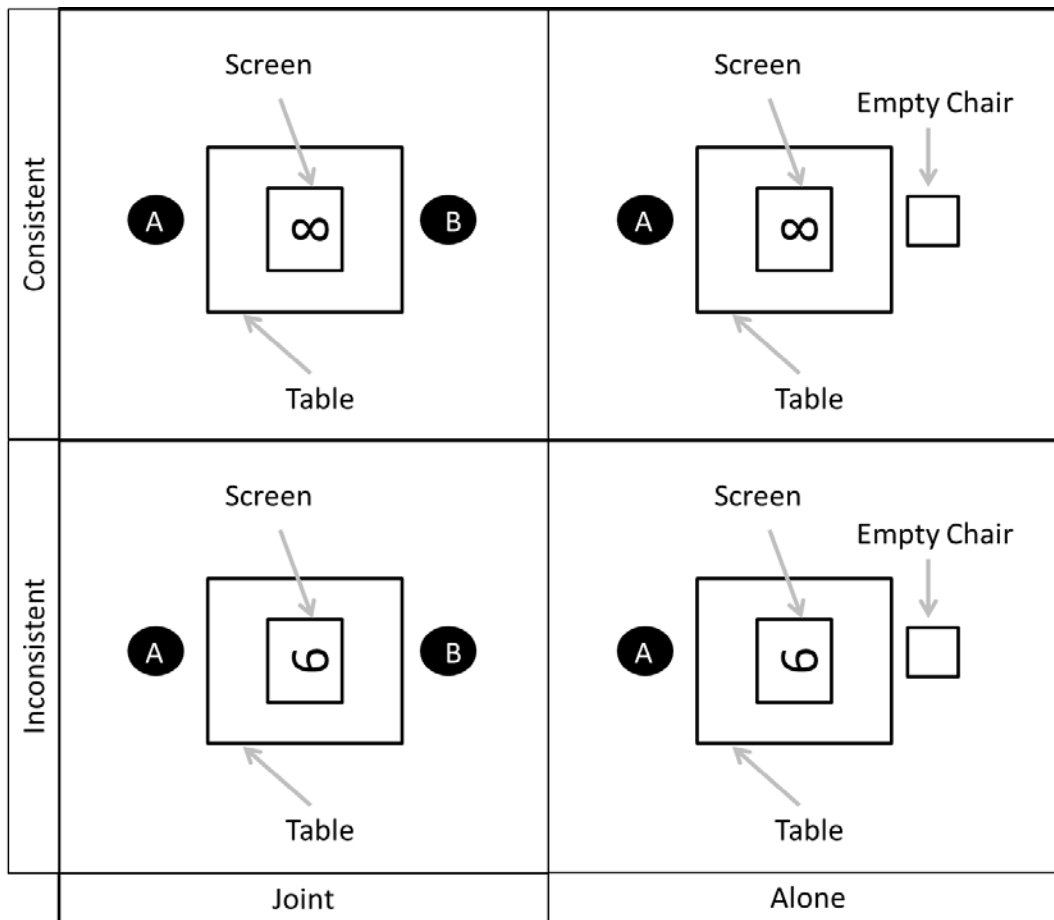 Consistent
Screen
A
8
B
Table
Screen
Empty Chair
A
8
Table
Inconsistent
Screen
A
6
B
Table
Screen
Empty Chair
A
6
Table
Joint
Alone